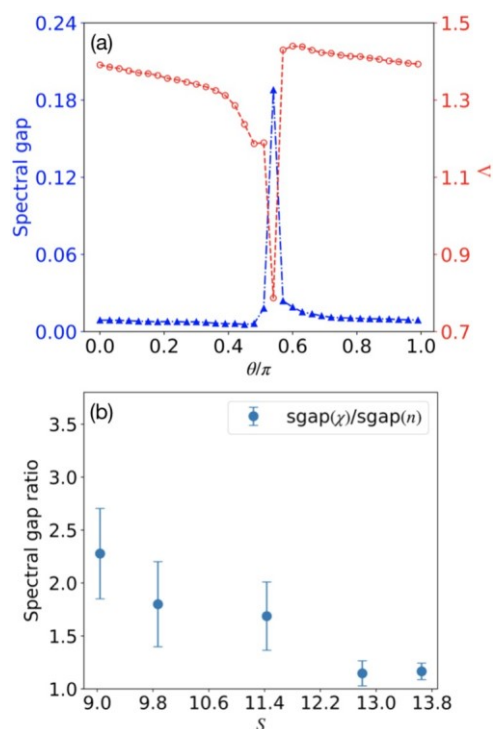 (a)
0.24
0.18
0.12
0.06
0.00
Spectral gap
1.5
1.3
1.1
0.9
0.7
V
0.0 0.2 0.4 0.6 0.8 1.0
θ/π
(b)
sgap(χ)/sgap(n)
3.5
3.0
2.5
2.0
1.5
1.0
Spectral gap ratio
9.0 9.8 10.6 11.4 12.2 13.0 13.8
S